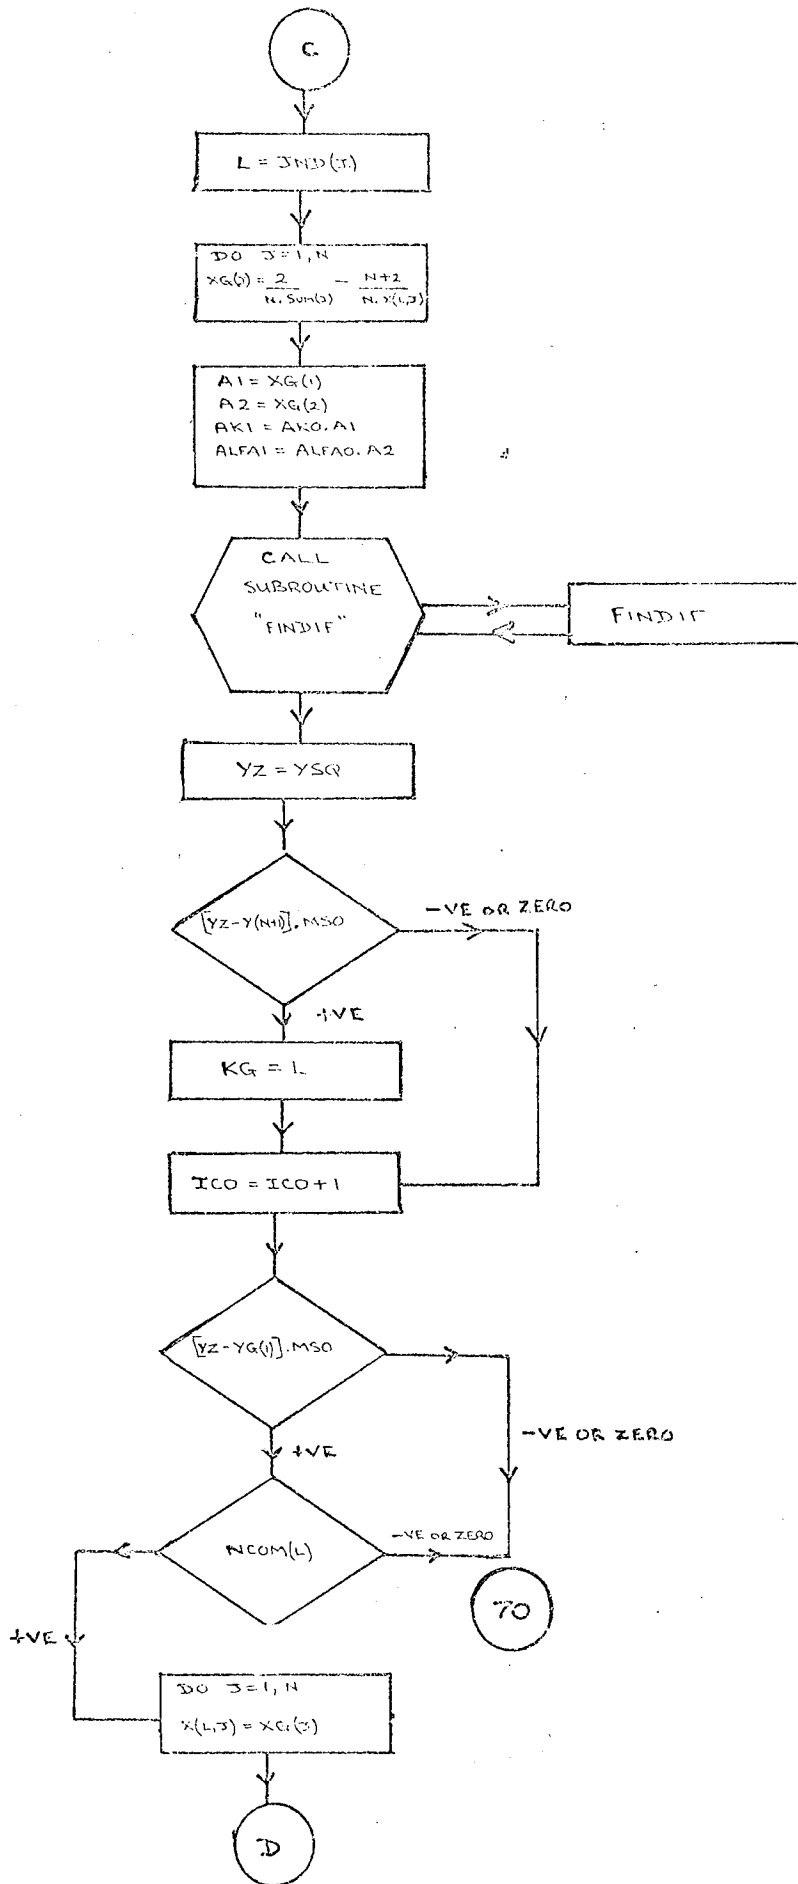 C
L = JND(J)
DO J=1, N
XG(J) = 2 / N. SUM(J) - N+2 / N. X(L,J)
A1 = XG(1)
A2 = XG(2)
AK1 = AK0. A1
ALFA1 = ALFA0. A2
CALL
SUBROUTINE
"FINDIF"
FINDIF
YZ = YSQ
[YZ-Y(N+1)].MSO
-VE OR ZERO
+VE
KG = L
ICO = ICO+1
[YZ-YG(1)].MSO
-VE OR ZERO
+VE
NCOM(L)
-VE OR ZERO
70
+VE
DO J=1, N
X(L,J) = XG(J)
D